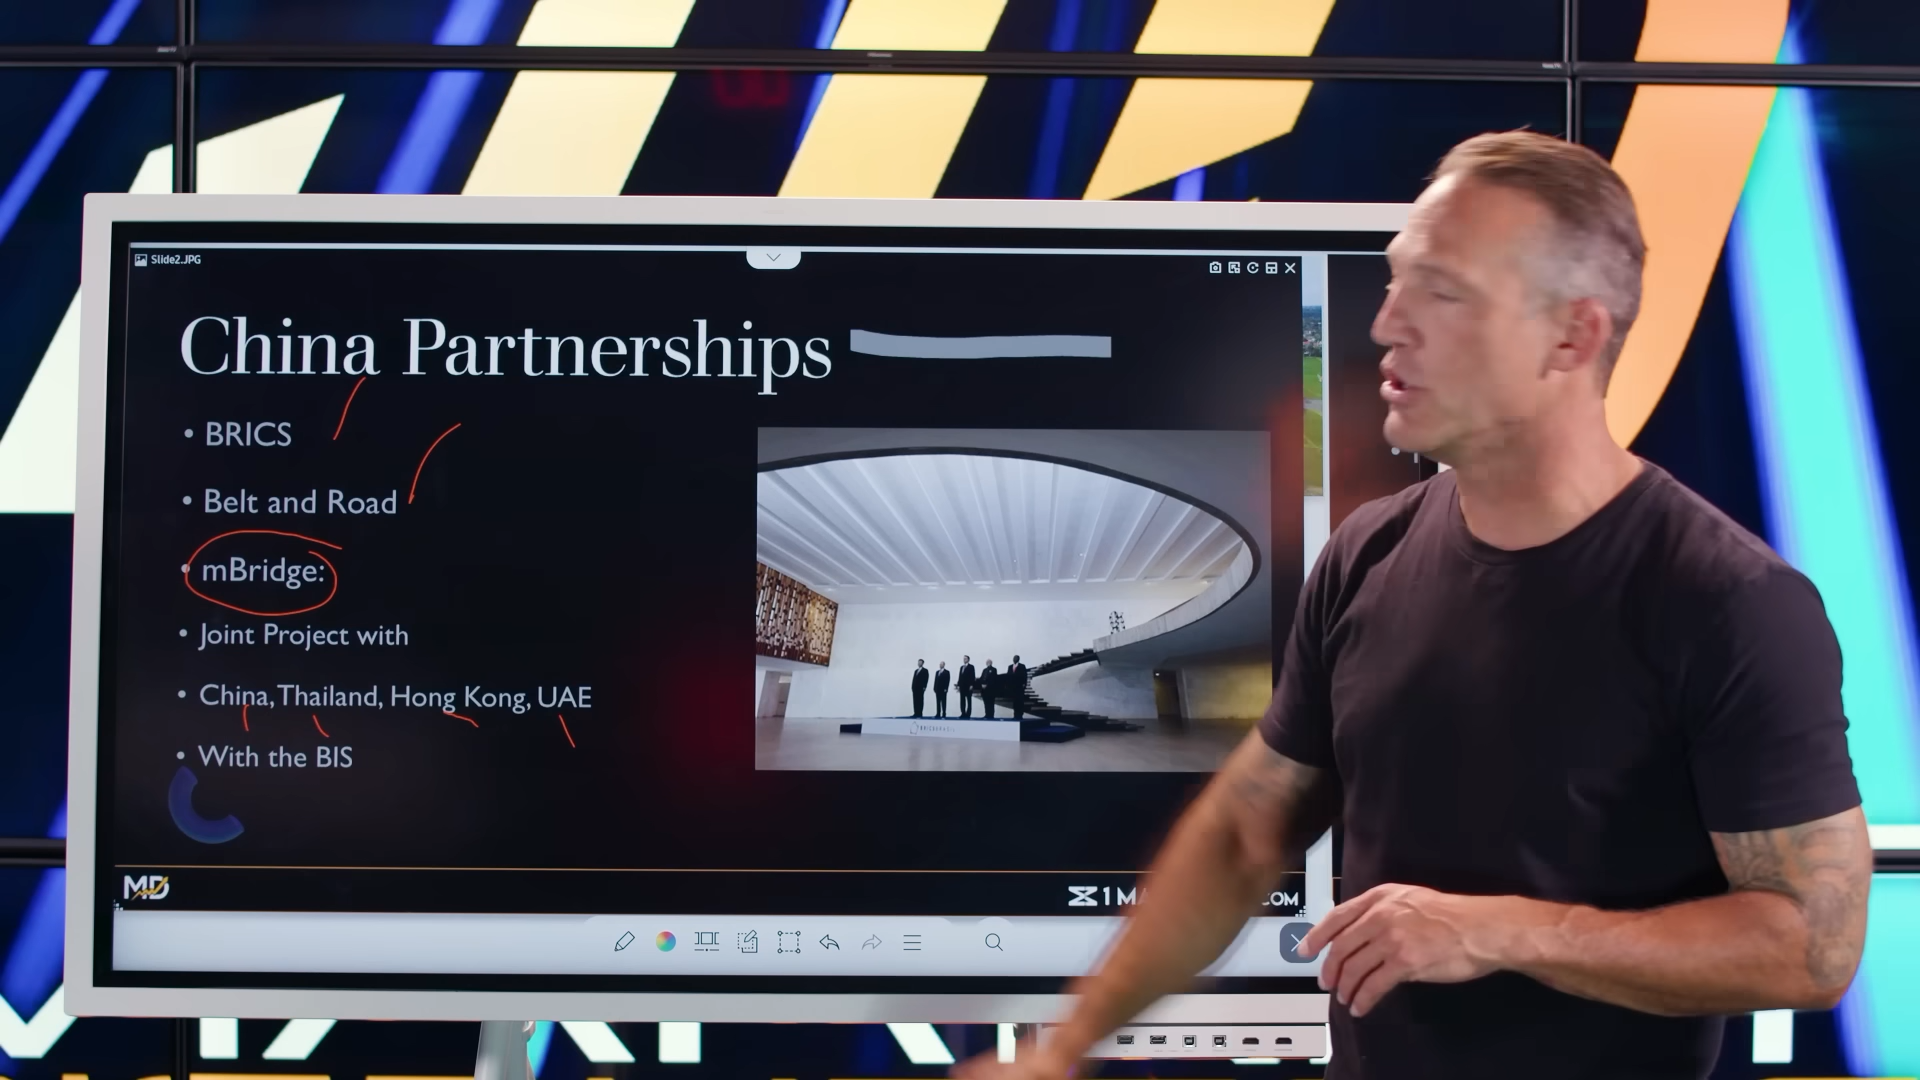 Slide2.JPG
China Partnerships
• BRICS
• Belt and Road
• mBridge:
• Joint Project with
• China, Thailand, Hong Kong, UAE
• With the BIS
MD